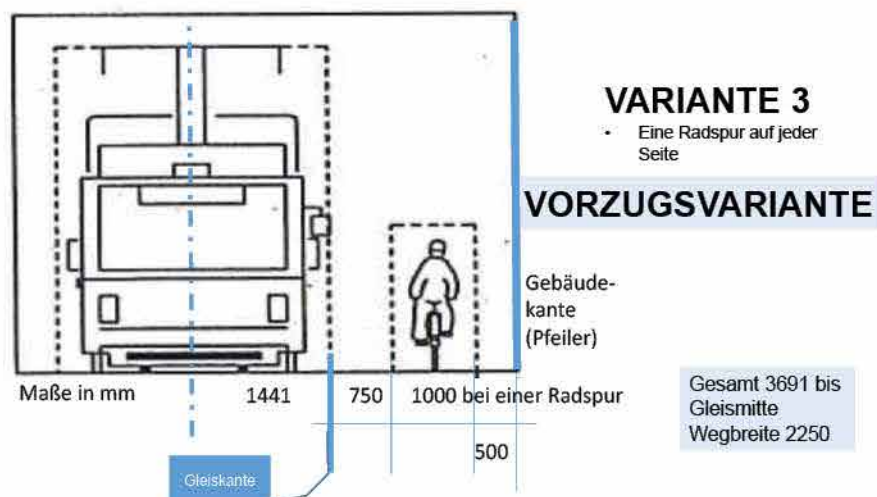 VARIANTE 3
• Eine Radspur auf jeder
Seite
VORZUGSVARIANTE
Gebäude-
kante
(Pfeiler)
Maße in mm 1441 750 1000 bei einer Radspur
500
Gesamt 3691 bis
Gleismitte
Wegbreite 2250
Gleiskante